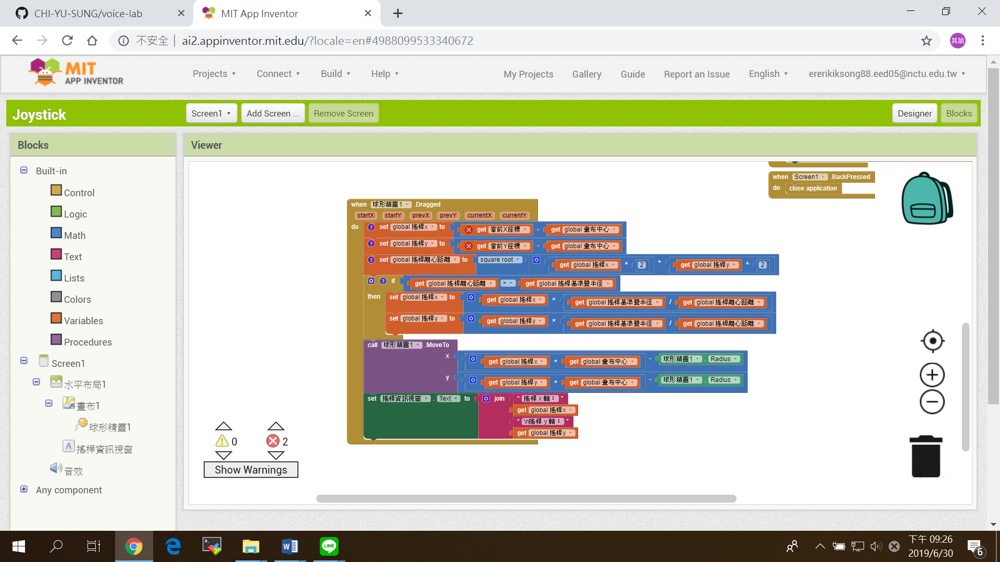 CHI-YU-SUNG/voice-lab
MIT App Inventor
不安全 ai2.appinventor.mit.edu/?locale=en#4988099533340672
其諭
MIT APP INVENTOR
Projects Connect Build Help My Projects Gallery Guide Report an Issue English ererikiksong88.eed05@nctu.edu.tw
Joystick Screen1 Add Screen ... Remove Screen Designer Blocks
Blocks
Built-in
Control
Logic
Math
Text
Lists
Colors
Variables
Procedures
Screen1
水平布局1
畫布1
球形精靈1
搖桿資訊視窗
音效
Any component
Viewer
when Screen1 .BackPressed
do close application
when 球形精靈1 .Dragged
startX startY prevX prevY currentX currentY
do ? set global 搖桿x to get 當前X座標 - get global 畫布中心
? set global 搖桿y to get 當前Y座標 - get global 畫布中心
? set global 搖桿離心距離 to square root get global 搖桿x ^ 2 + get global 搖桿y ^ 2
? if get global 搖桿離心距離 > get global 搖桿基準暨半徑
then set global 搖桿x to get global 搖桿x × get global 搖桿基準暨半徑 / get global 搖桿離心距離
set global 搖桿y to get global 搖桿y × get global 搖桿基準暨半徑 / get global 搖桿離心距離
call 球形精靈1 .MoveTo
x get global 搖桿x + get global 畫布中心 - 球形精靈1 . Radius
y get global 搖桿y + get global 畫布中心 - 球形精靈1 . Radius
set 搖桿資訊視窗 . Text to join " 搖桿 x 軸： "
get global 搖桿x
" \n搖桿 y 軸： "
get global 搖桿y
0 2
Show Warnings
LINE
下午 09:26
2019/6/30
6